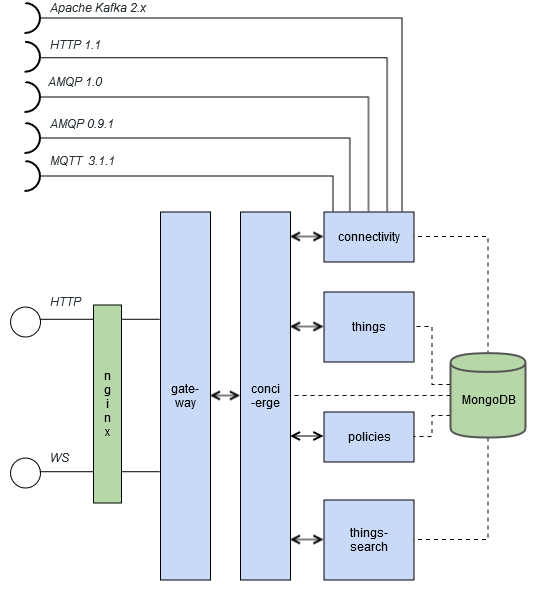 Apache Kafka 2.x
HTTP 1.1
AMQP 1.0
AMQP 0.9.1
MQTT 3.1.1
connectivity
HTTP
things
n
g
i
n
x
gate-
way
conci
-erge
MongoDB
policies
WS
things-
search